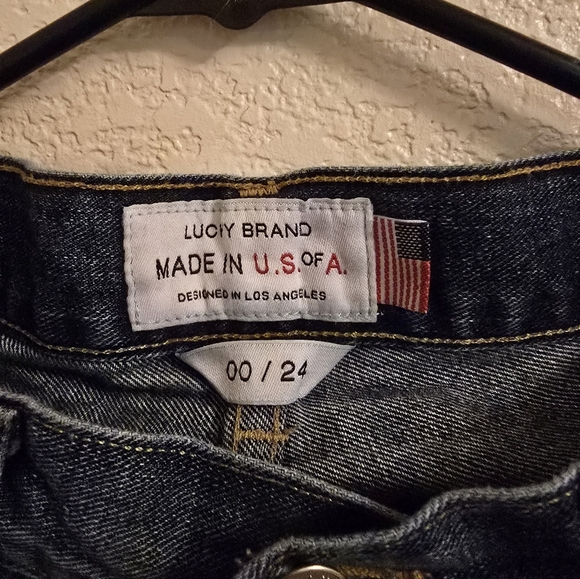 LUCKY BRAND
MADE IN U.S. OF A.
DESIGNED IN LOS ANGELES
00 / 24